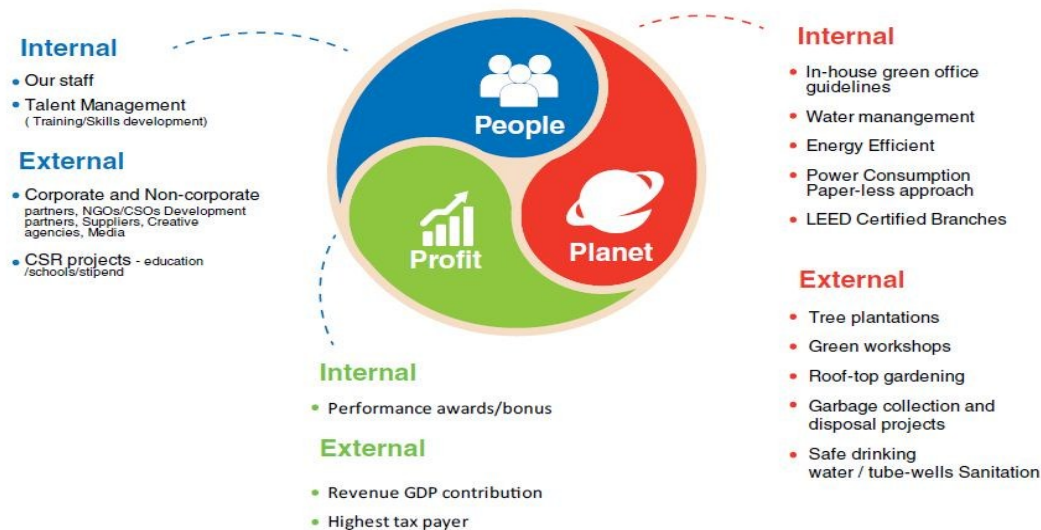 Internal
• Our staff
• Talent Management
( Training/Skills development)
External
• Corporate and Non-corporate
partners, NGOs/CSOs Development
partners, Suppliers, Creative
agencies, Media
• CSR projects - education
/schools/stipend
People
Profit
Planet
Internal
• Performance awards/bonus
External
• Revenue GDP contribution
• Highest tax payer
Internal
• In-house green office
guidelines
• Water manangement
• Energy Efficient
• Power Consumption
Paper-less approach
• LEED Certified Branches
External
• Tree plantations
• Green workshops
• Roof-top gardening
• Garbage collection and
disposal projects
• Safe drinking
water / tube-wells Sanitation